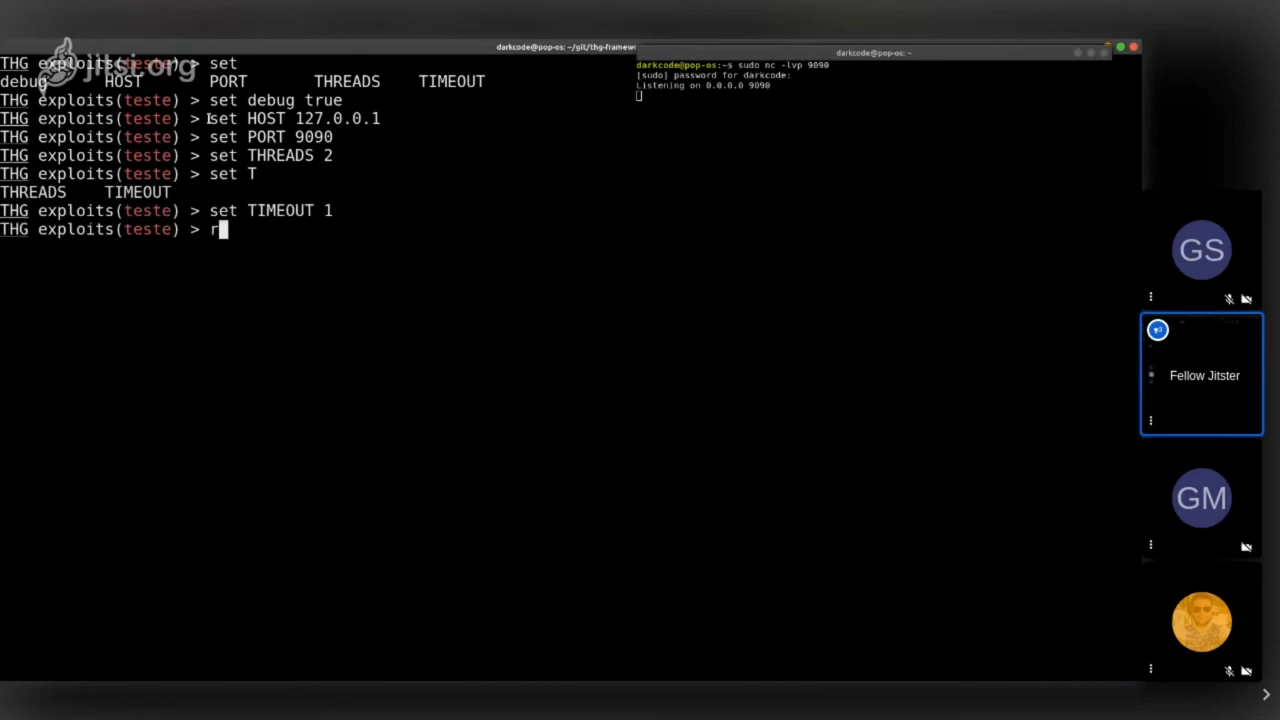 jitsi.org
darkcode@pop-os: ~/git/thg-framewo
THG exploits(teste) > set
debug HOST PORT THREADS TIMEOUT
THG exploits(teste) > set debug true
THG exploits(teste) > set HOST 127.0.0.1
THG exploits(teste) > set PORT 9090
THG exploits(teste) > set THREADS 2
THG exploits(teste) > set T
THREADS TIMEOUT
THG exploits(teste) > set TIMEOUT 1
THG exploits(teste) > r
darkcode@pop-os: ~
darkcode@pop-os:~$ sudo nc -lvp 9090
[sudo] password for darkcode:
Listening on 0.0.0.0 9090
GS
Fellow Jitster
GM